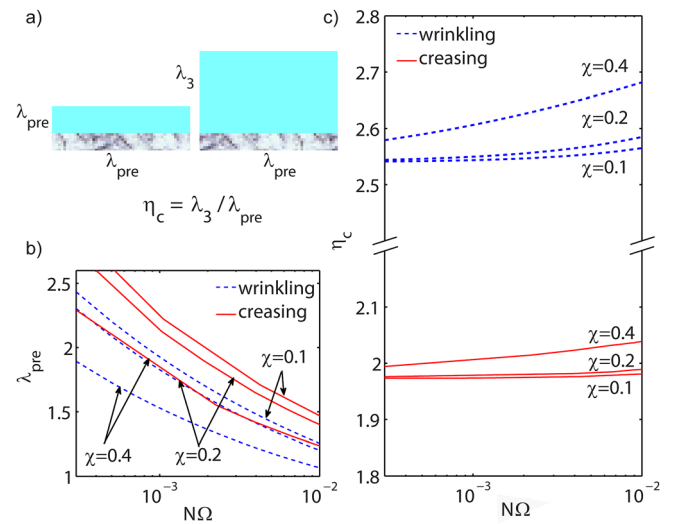 a)
λ3
λpre
λpre
λpre
ηc = λ3 / λpre
b)
2.5
2
1.5
1
λpre
wrinkling
creasing
χ=0.1
χ=0.4
χ=0.2
10⁻³
10⁻²
NΩ
c)
2.8
2.7
2.6
2.5
2.1
2
1.9
1.8
ηc
wrinkling
creasing
χ=0.4
χ=0.2
χ=0.1
χ=0.4
χ=0.2
χ=0.1
10⁻³
10⁻²
NΩ